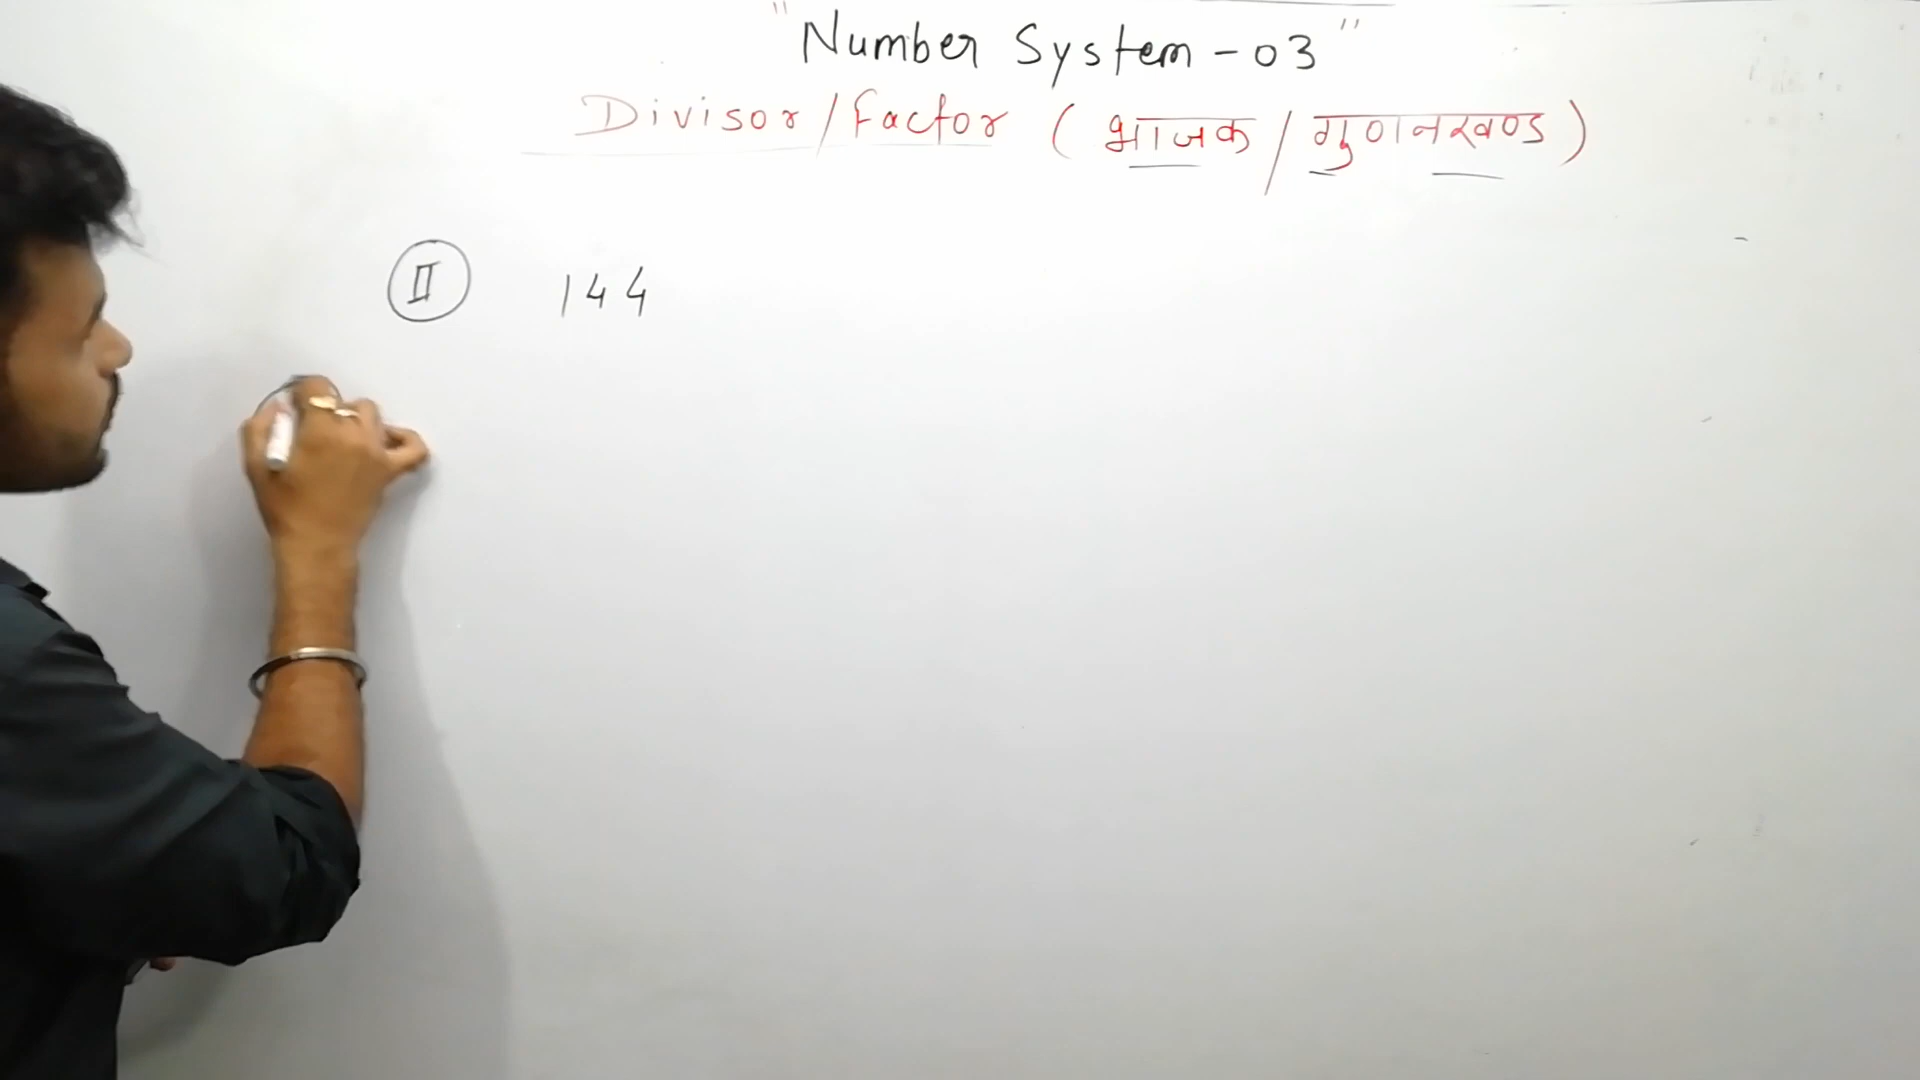 "Number System - 03"
Divisor/Factor (भाजक/गुणनखण्ड)
II 144